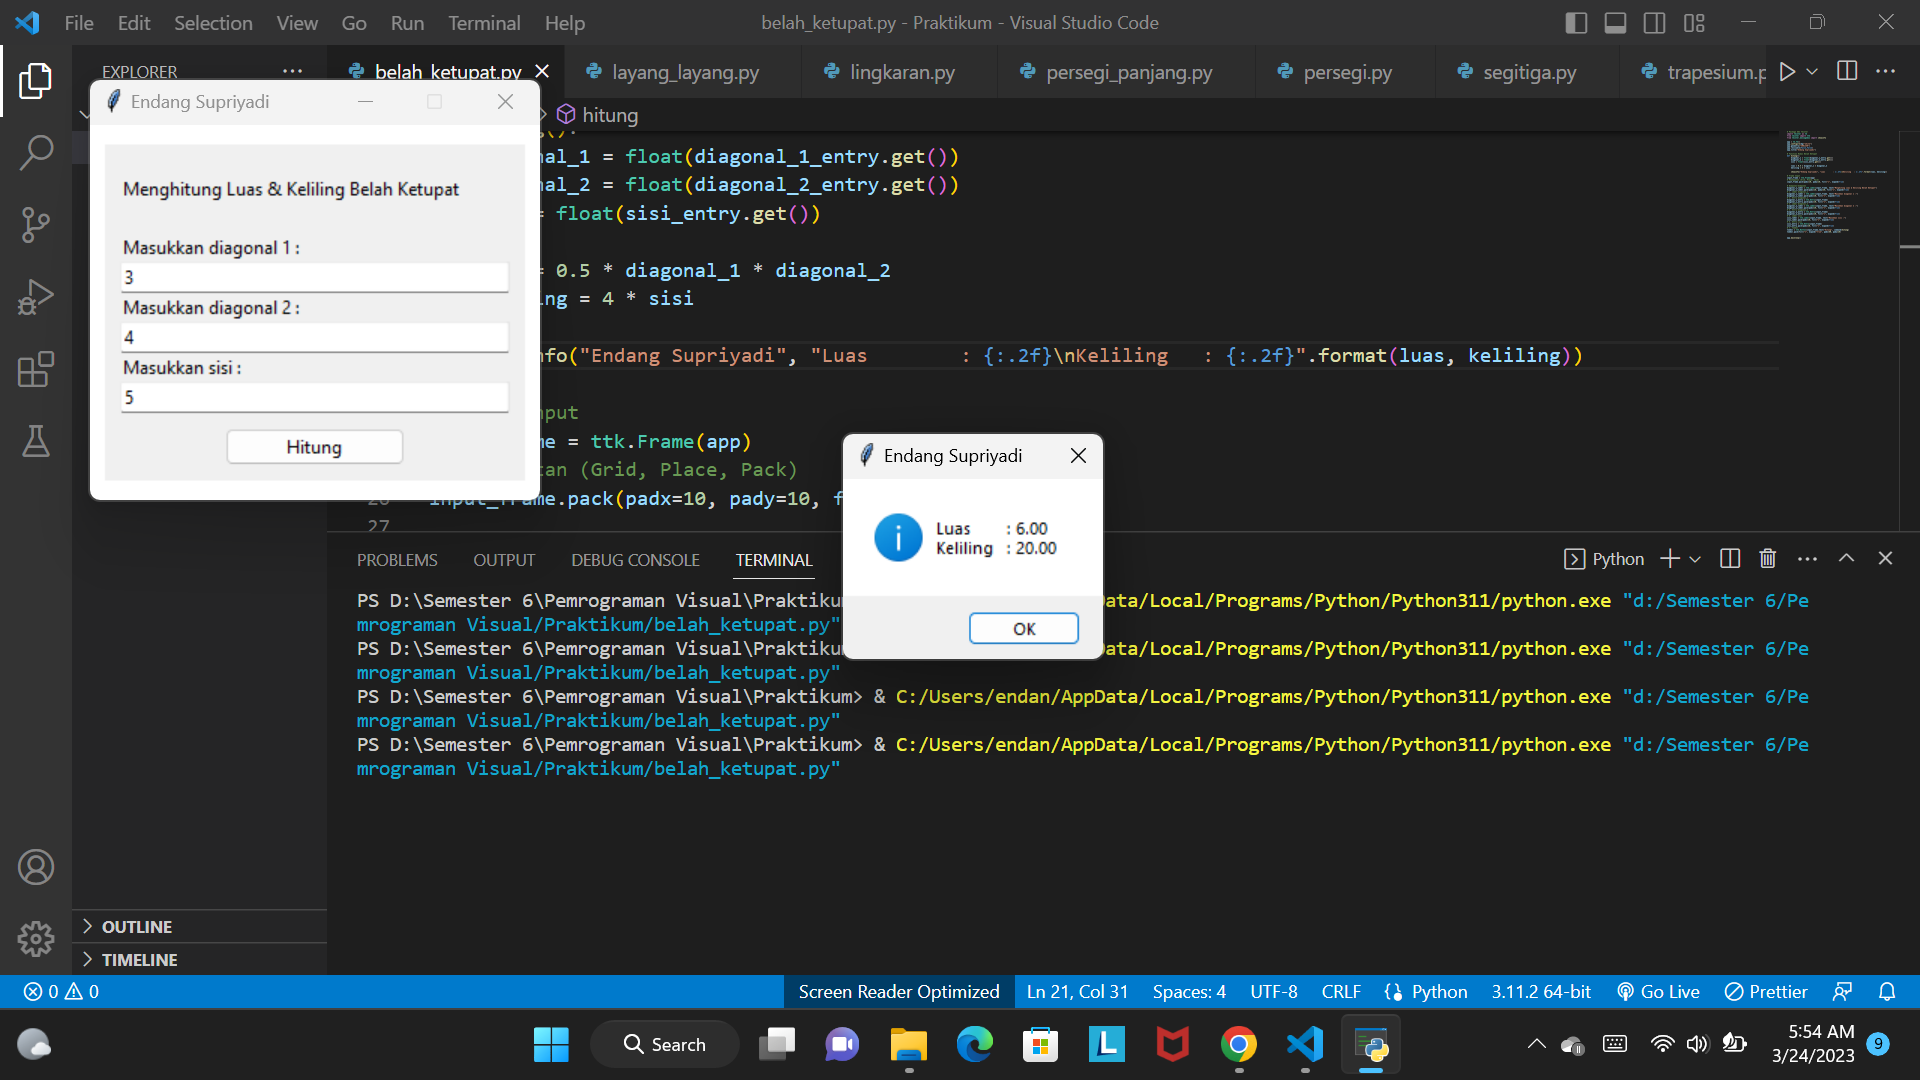 File Edit Selection View Go Run Terminal Help
belah_ketupat.py - Praktikum - Visual Studio Code
EXPLORER
belah_ketupat.py
layang_layang.py
lingkaran.py
persegi_panjang.py
persegi.py
segitiga.py
trapesium.p
hitung
Endang Supriyadi
Menghitung Luas & Keliling Belah Ketupat
Masukkan diagonal 1 :
3
Masukkan diagonal 2 :
4
Masukkan sisi :
5
Hitung
():
nal_1 = float(diagonal_1_entry.get())
nal_2 = float(diagonal_2_entry.get())
= float(sisi_entry.get())
= 0.5 * diagonal_1 * diagonal_2
ing = 4 * sisi
nfo("Endang Supriyadi", "Luas        : {:.2f}\nKeliling   : {:.2f}".format(luas, keliling))
nput
me = ttk.Frame(app)
tan (Grid, Place, Pack)
26 input_frame.pack(padx=10, pady=10, f
27
Endang Supriyadi
Luas : 6.00
Keliling : 20.00
OK
PROBLEMS OUTPUT DEBUG CONSOLE TERMINAL
Python
PS D:\Semester 6\Pemrograman Visual\Praktikum Data/Local/Programs/Python/Python311/python.exe "d:/Semester 6/Pe
mrograman Visual/Praktikum/belah_ketupat.py"
PS D:\Semester 6\Pemrograman Visual\Praktikum Data/Local/Programs/Python/Python311/python.exe "d:/Semester 6/Pe
mrograman Visual/Praktikum/belah_ketupat.py"
PS D:\Semester 6\Pemrograman Visual\Praktikum> & C:/Users/endan/AppData/Local/Programs/Python/Python311/python.exe "d:/Semester 6/Pe
mrograman Visual/Praktikum/belah_ketupat.py"
PS D:\Semester 6\Pemrograman Visual\Praktikum> & C:/Users/endan/AppData/Local/Programs/Python/Python311/python.exe "d:/Semester 6/Pe
mrograman Visual/Praktikum/belah_ketupat.py"
OUTLINE
TIMELINE
0 0
Screen Reader Optimized
Ln 21, Col 31
Spaces: 4
UTF-8
CRLF
Python
3.11.2 64-bit
Go Live
Prettier
Search
5:54 AM
3/24/2023
9